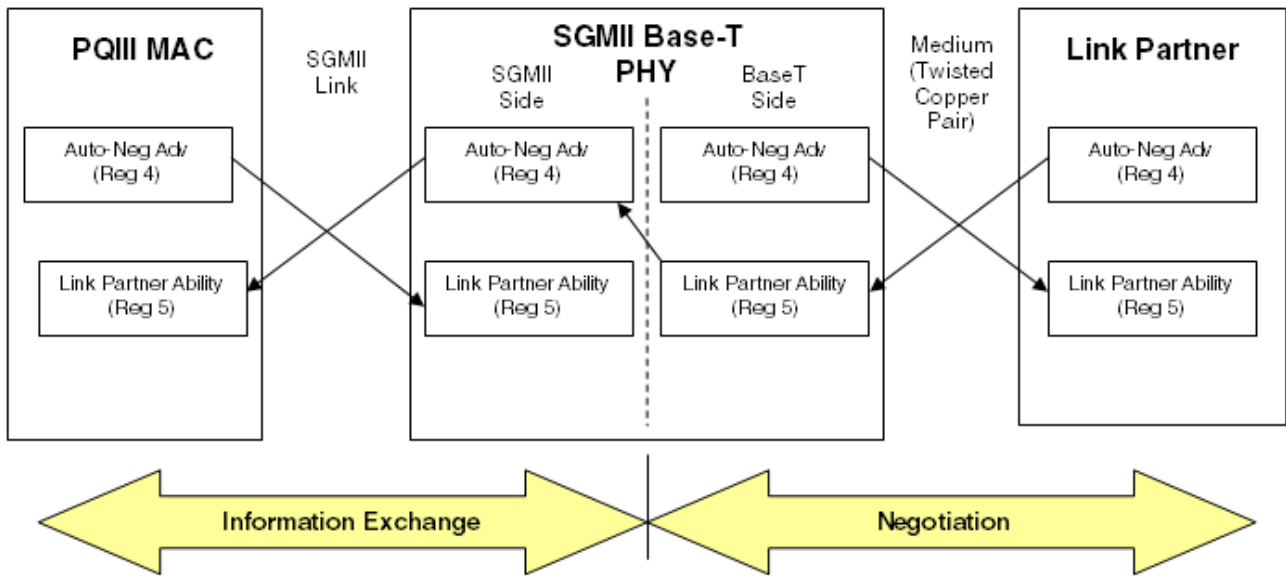 PQIII MAC
SGMII
Link
SGMII Base-T
PHY
SGMII
Side
BaseT
Side
Medium
(Twisted
Copper
Pair)
Link Partner
Auto-Neg Adv
(Reg 4)
Auto-Neg Adv
(Reg 4)
Auto-Neg Adv
(Reg 4)
Auto-Neg Adv
(Reg 4)
Link Partner Ability
(Reg 5)
Link Partner Ability
(Reg 5)
Link Partner Ability
(Reg 5)
Link Partner Ability
(Reg 5)
Information Exchange
Negotiation